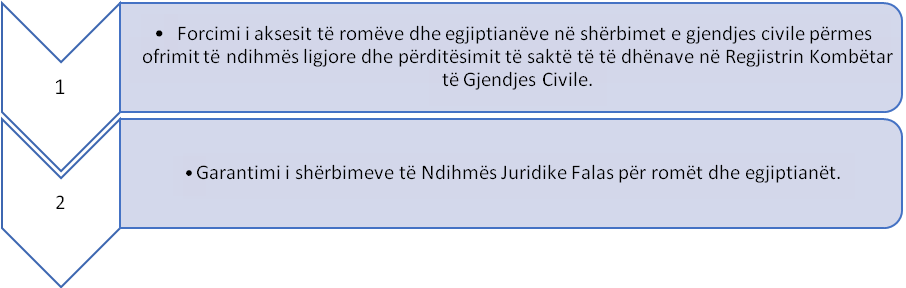 1
• Forcimi i aksesit të romëve dhe egjiptianëve në shërbimet e gjendjes civile përmes
ofrimit të ndihmës ligjore dhe përditësimit të saktë të të dhënave në Regjistrin Kombëtar
të Gjendjes Civile.
2
• Garantimi i shërbimeve të Ndihmës Juridike Falas për romët dhe egjiptianët.